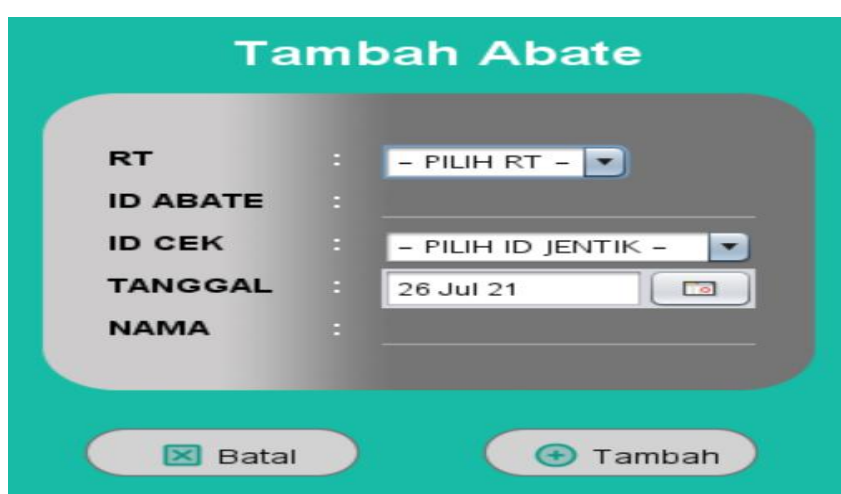 Tambah Abate
RT : – PILIH RT –
ID ABATE :
ID CEK : – PILIH ID JENTIK –
TANGGAL : 26 Jul 21
NAMA :
Batal Tambah